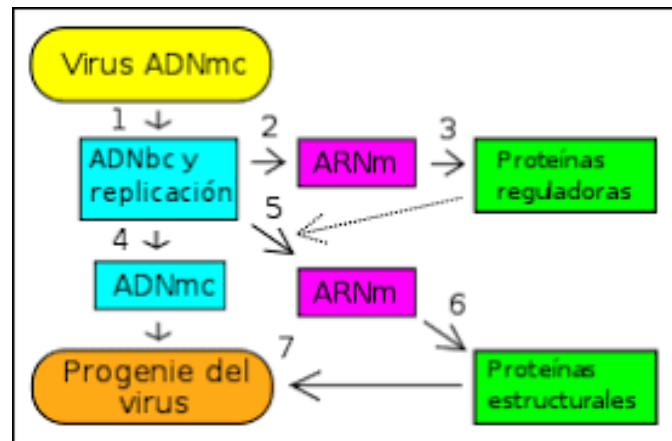 Virus ADNmc
1
2
3
ADNbc y
replicación
ARNm
Proteínas
reguladoras
5
4
ADNmc
ARNm
6
7
Progenie del
virus
Proteínas
estructurales